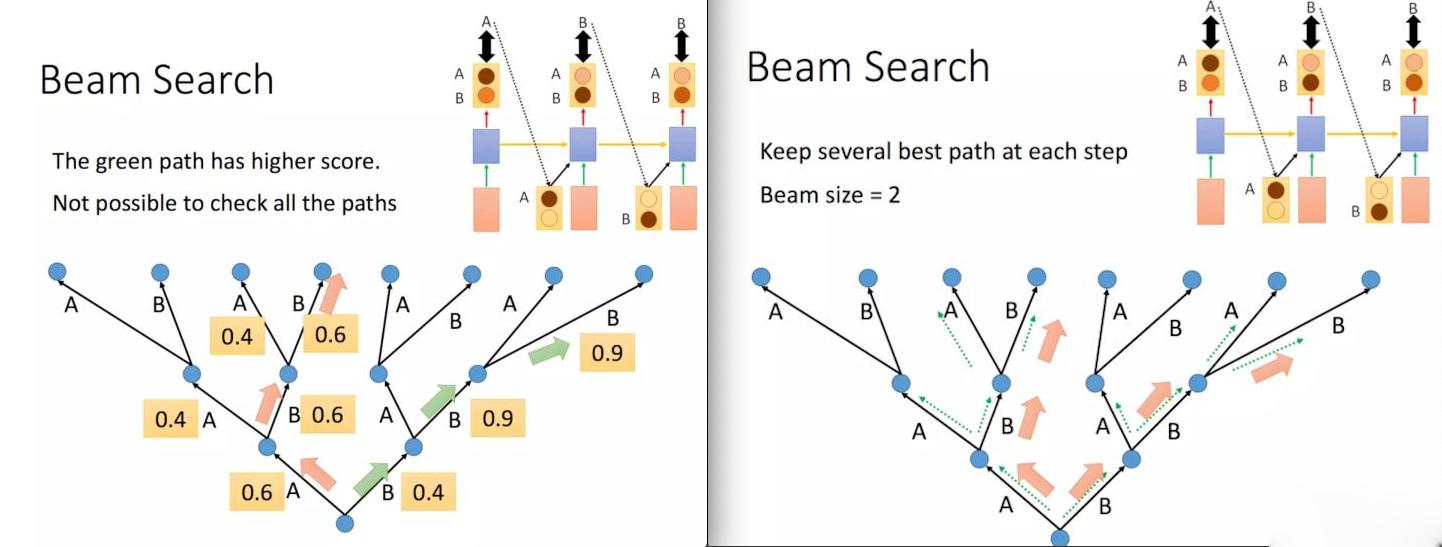 A B B
A A A
B B B
Beam Search
The green path has higher score.
Not possible to check all the paths
A
B
A B A B A B A B
0.4 0.6 0.9
0.4 A B 0.6 A B 0.9
0.6 A B 0.4
A B B
A A A
B B B
Beam Search
Keep several best path at each step
Beam size = 2
A
B
A B A B A B A B
A B A B
A B